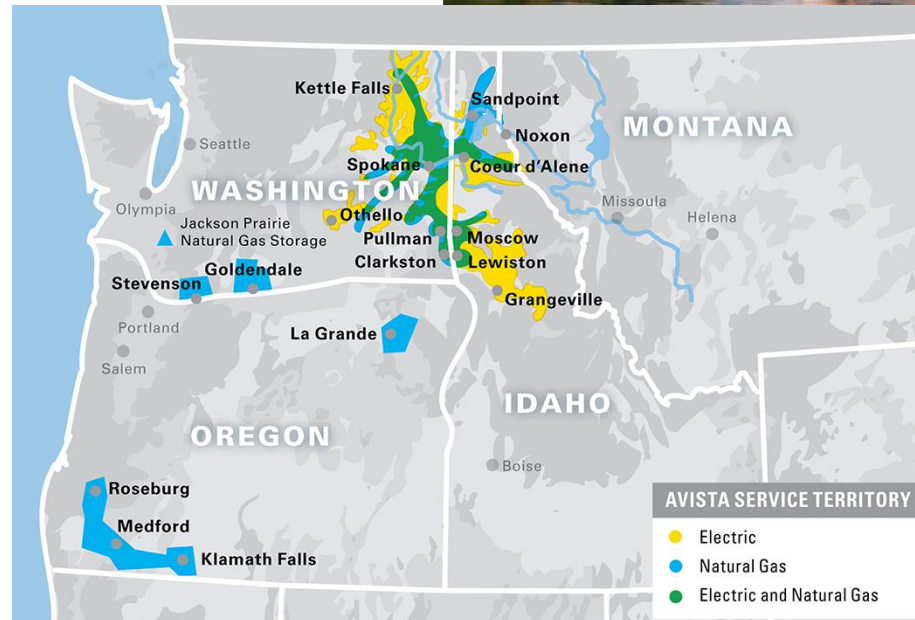 Kettle Falls
Sandpoint
Noxon
MONTANA
Seattle
Spokane
Coeur d'Alene
WASHINGTON
Missoula
Helena
Olympia
Othello
Jackson Prairie
Natural Gas Storage
Pullman
Moscow
Clarkston
Lewiston
Goldendale
Stevenson
Grangeville
Portland
La Grande
Salem
IDAHO
OREGON
Boise
Roseburg
Medford
Klamath Falls
AVISTA SERVICE TERRITORY
Electric
Natural Gas
Electric and Natural Gas